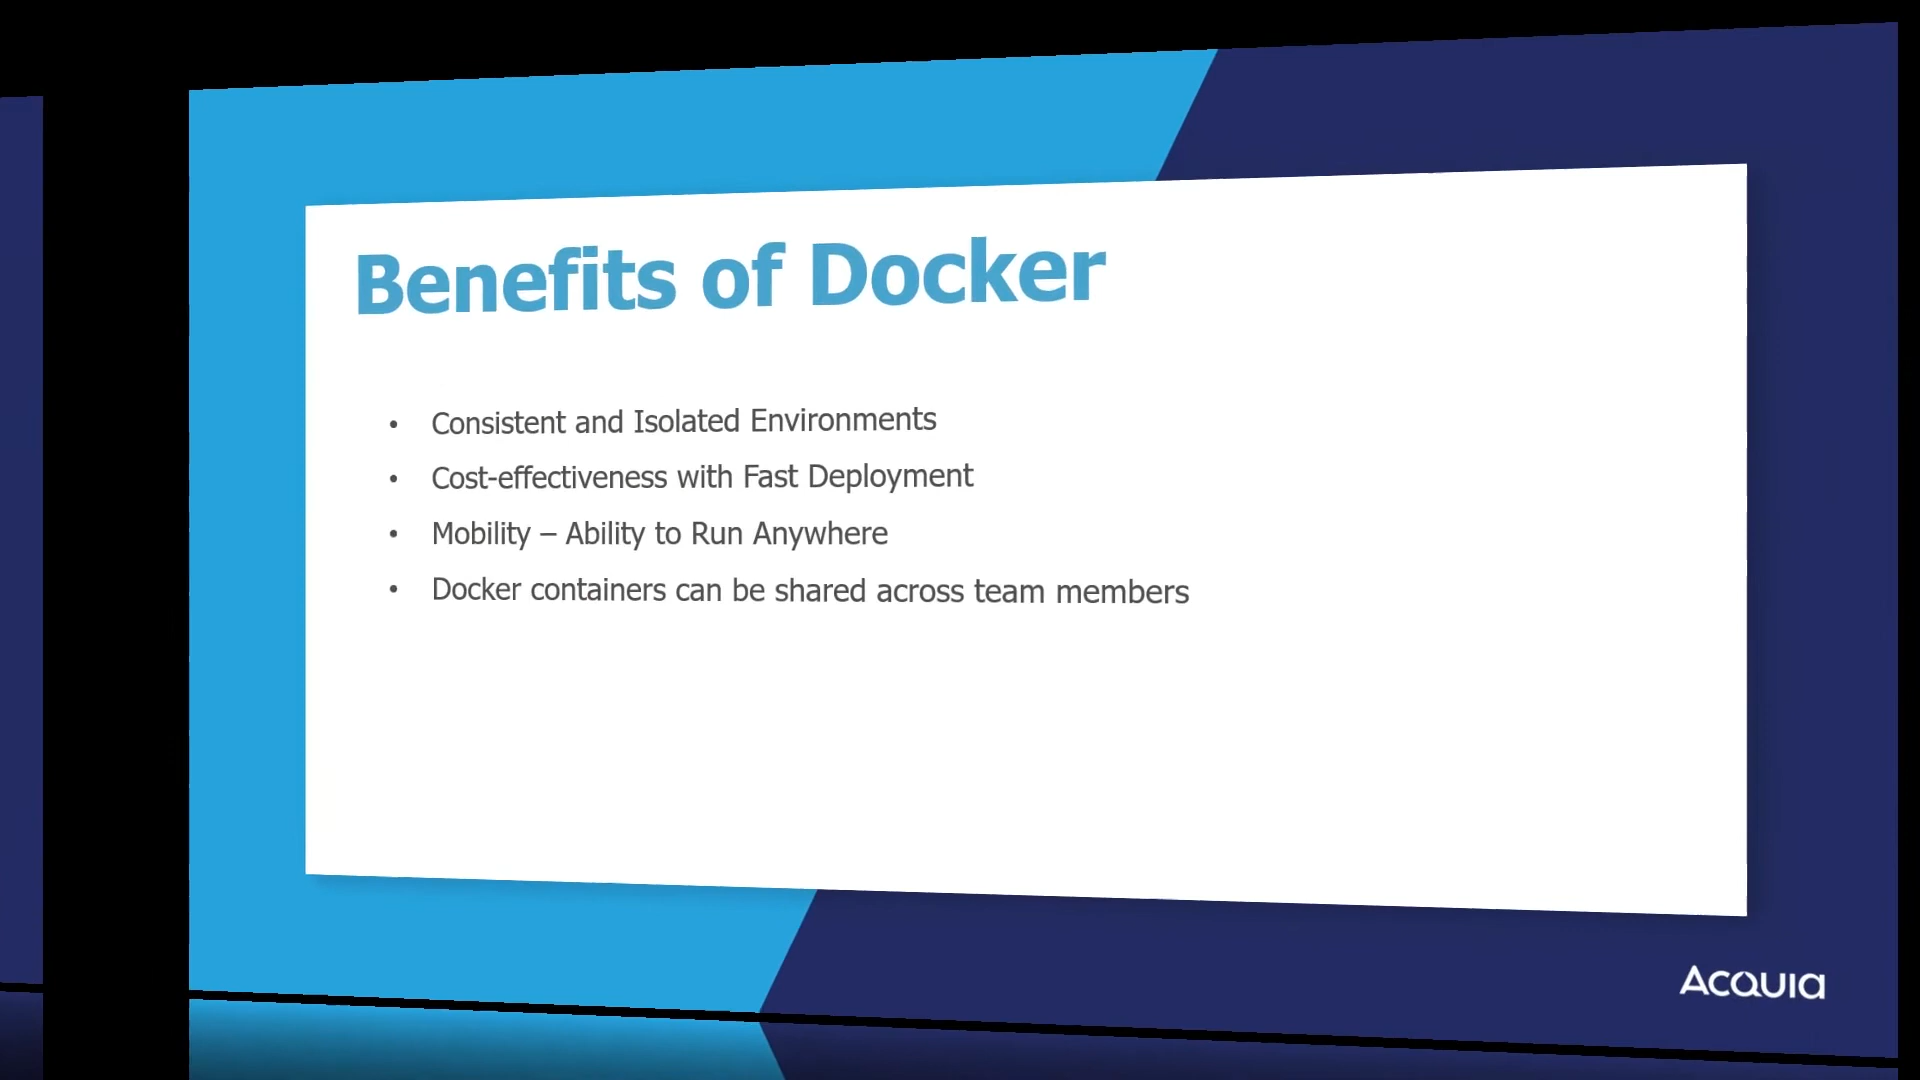 Benefits of Docker
• Consistent and Isolated Environments
• Cost-effectiveness with Fast Deployment
• Mobility – Ability to Run Anywhere
• Docker containers can be shared across team members
Acquia